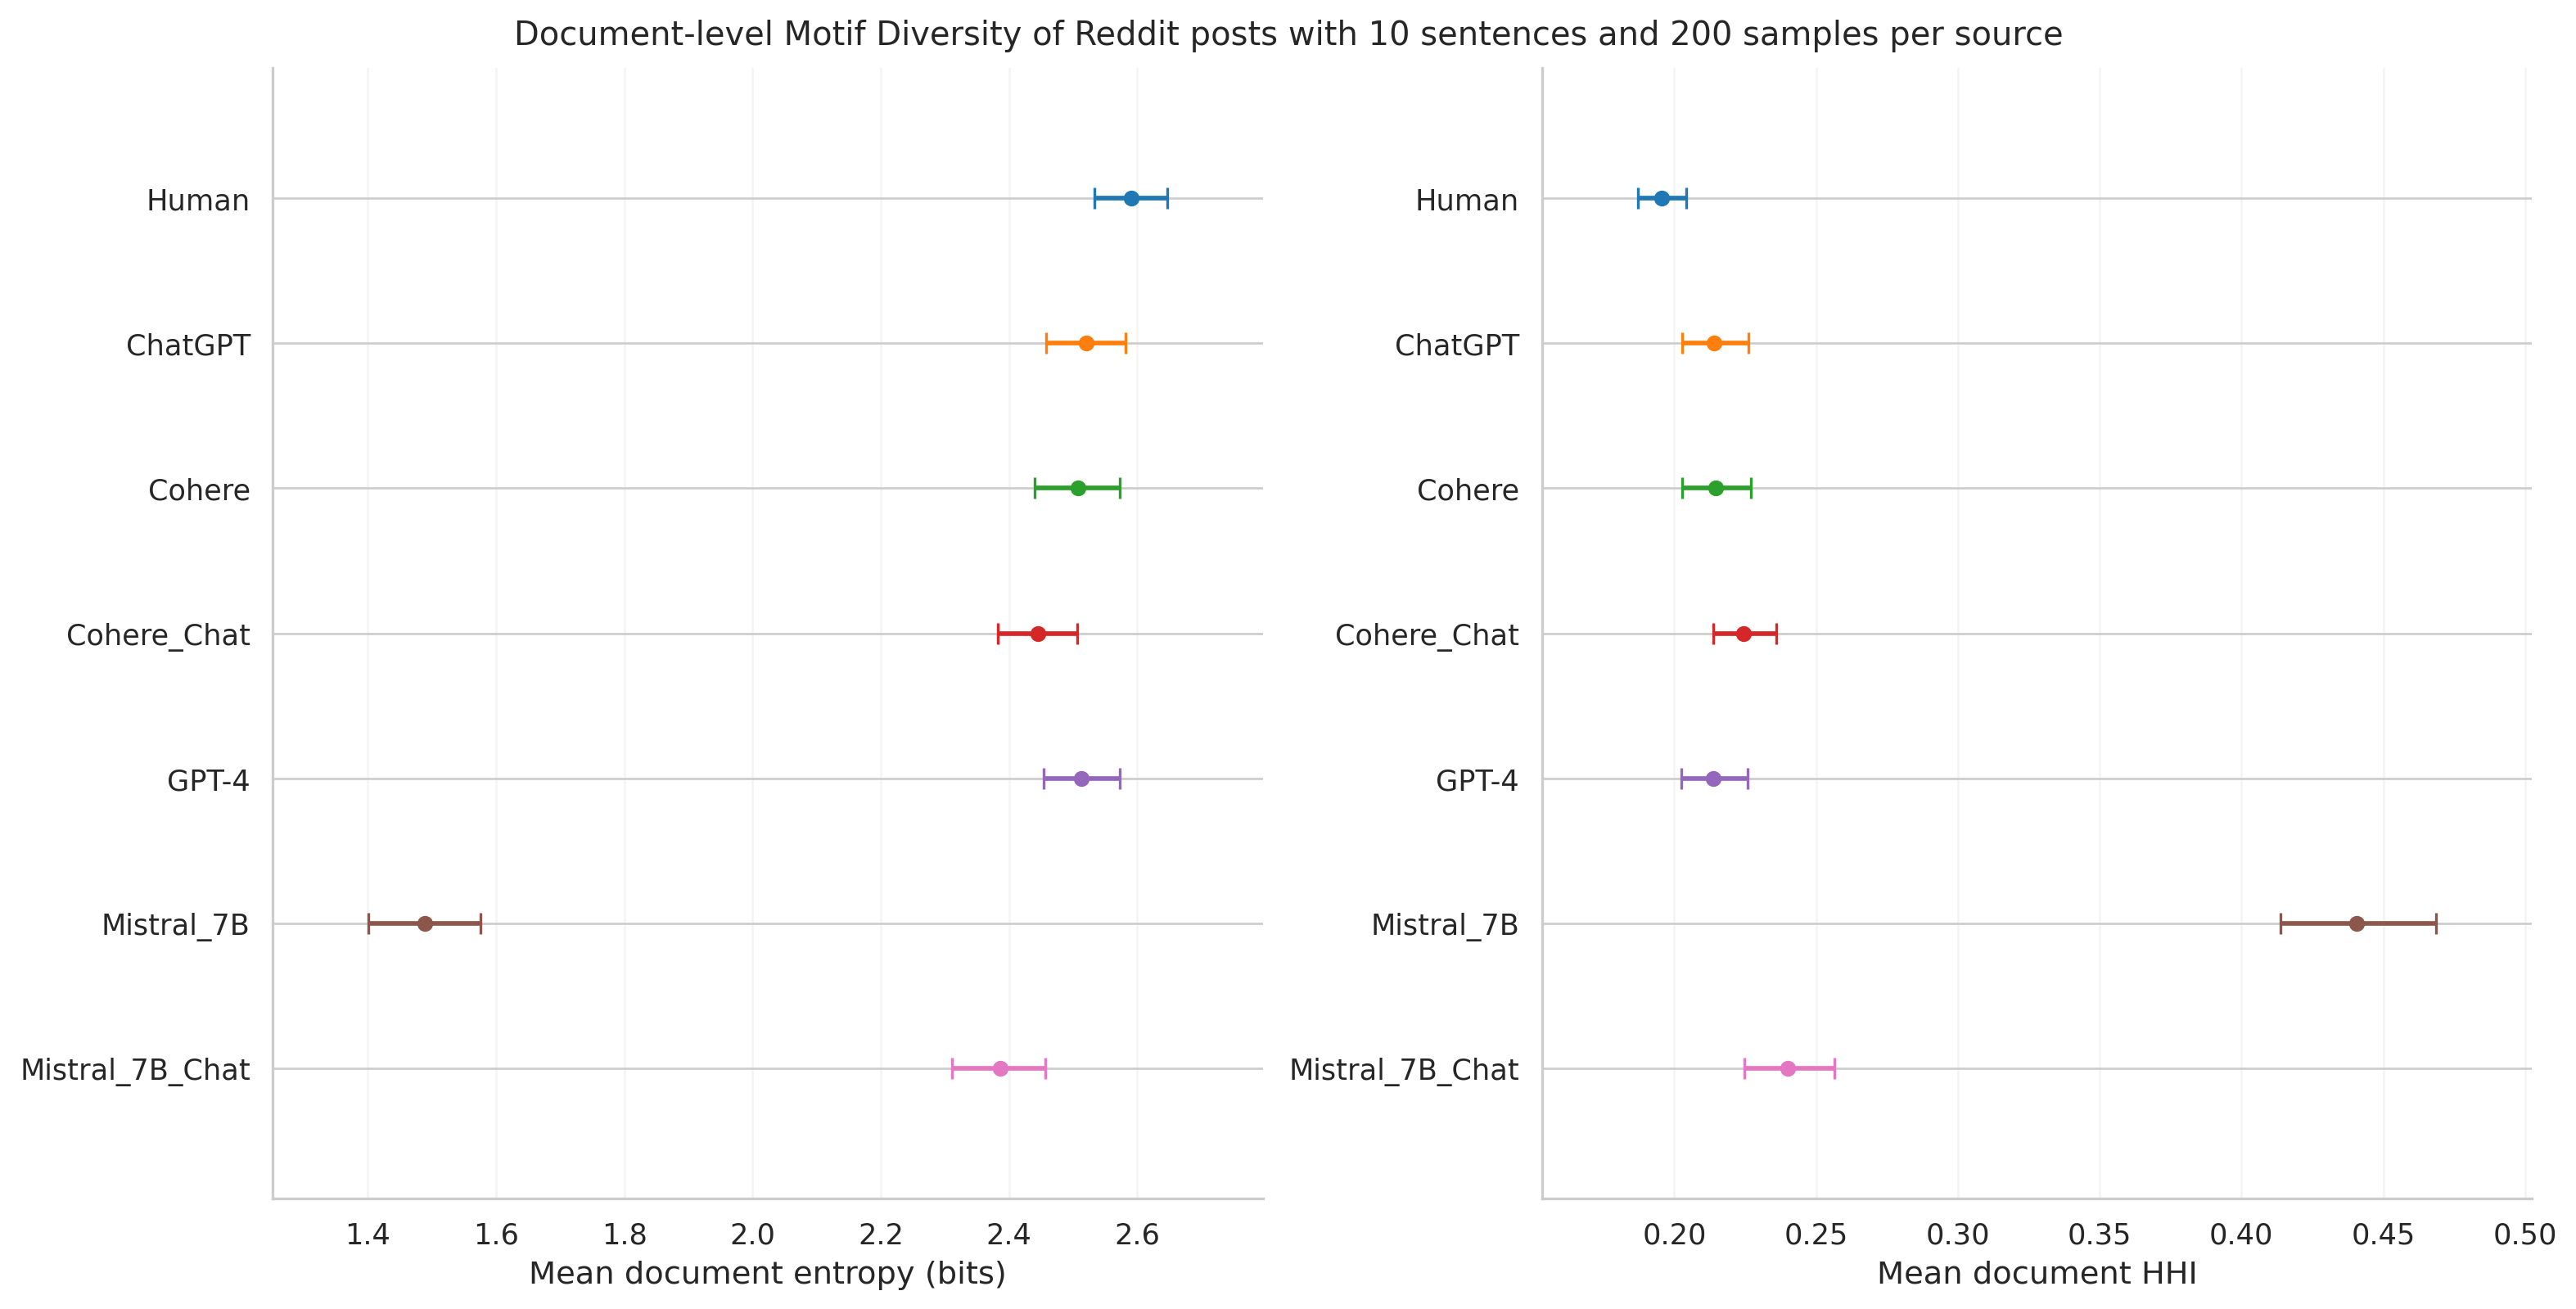 Document-level Motif Diversity of Reddit posts with 10 sentences and 200 samples per source
Human
ChatGPT
Cohere
Cohere_Chat
GPT-4
Mistral_7B
Mistral_7B_Chat
1.4 1.6 1.8 2.0 2.2 2.4 2.6
Mean document entropy (bits)
Human
ChatGPT
Cohere
Cohere_Chat
GPT-4
Mistral_7B
Mistral_7B_Chat
0.20 0.25 0.30 0.35 0.40 0.45 0.50
Mean document HHI